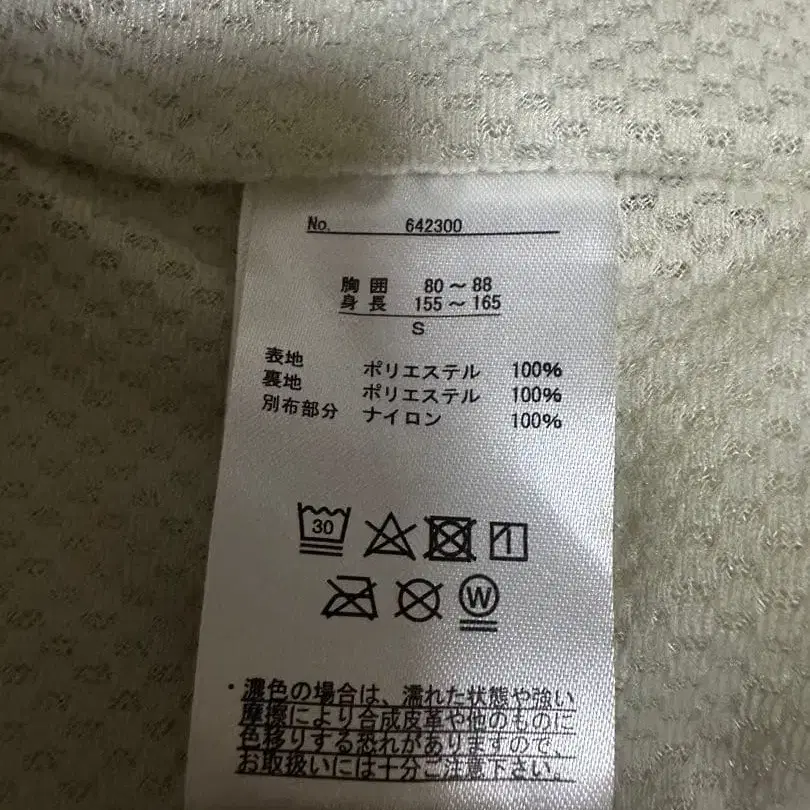 No. 642300
胸囲 80～88
身長 155～165
S
表地 ポリエステル 100%
裏地 ポリエステル 100%
別布部分 ナイロン 100%
30
W
・濃色の場合は、濡れた状態や強い
摩擦により合成皮革や他のものに
色移りする恐れがありますので、
お取扱いには十分ご注意下さい。